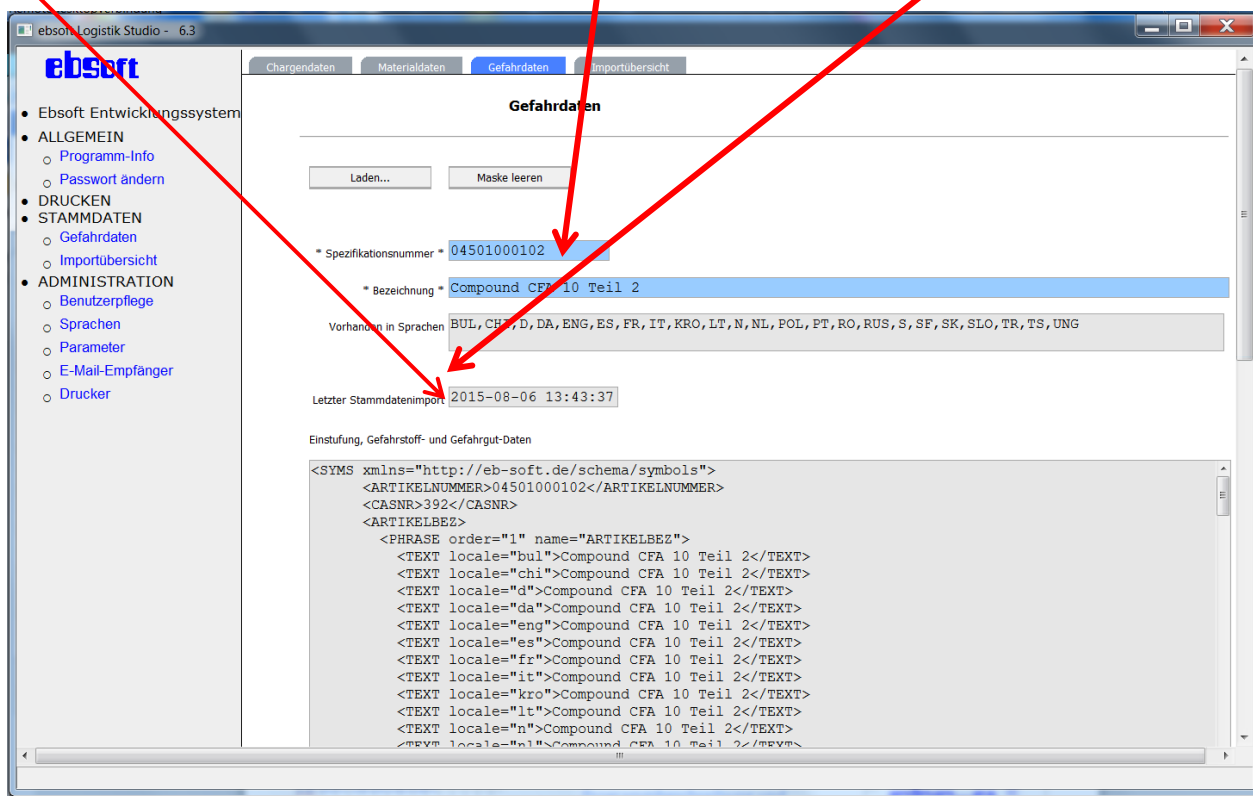 ebsoft Logistik Studio - 6.3
ebsoft
Ebsoft Entwicklungssystem
ALLGEMEIN
Programm-Info
Passwort ändern
DRUCKEN
STAMMDATEN
Gefahrdaten
Importübersicht
ADMINISTRATION
Benutzerpflege
Sprachen
Parameter
E-Mail-Empfänger
Drucker
Chargendaten Materialdaten Gefahrdaten Importübersicht
Gefahrdaten
Laden... Maske leeren
* Spezifikationsnummer * 04501000102
* Bezeichnung * Compound CFA 10 Teil 2
Vorhanden in Sprachen BUL,CHI,D,DA,ENG,ES,FR,IT,KRO,LT,N,NL,POL,PT,RO,RUS,S,SF,SK,SLO,TR,TS,UNG
Letzter Stammdatenimport 2015-08-06 13:43:37
Einstufung, Gefahrstoff- und Gefahrgut-Daten
<SYMS xmlns="http://eb-soft.de/schema/symbols">
<ARTIKELNUMMER>04501000102</ARTIKELNUMMER>
<CASNR>392</CASNR>
<ARTIKELBEZ>
<PHRASE order="1" name="ARTIKELBEZ">
<TEXT locale="bul">Compound CFA 10 Teil 2</TEXT>
<TEXT locale="chi">Compound CFA 10 Teil 2</TEXT>
<TEXT locale="d">Compound CFA 10 Teil 2</TEXT>
<TEXT locale="da">Compound CFA 10 Teil 2</TEXT>
<TEXT locale="eng">Compound CFA 10 Teil 2</TEXT>
<TEXT locale="es">Compound CFA 10 Teil 2</TEXT>
<TEXT locale="fr">Compound CFA 10 Teil 2</TEXT>
<TEXT locale="it">Compound CFA 10 Teil 2</TEXT>
<TEXT locale="kro">Compound CFA 10 Teil 2</TEXT>
<TEXT locale="lt">Compound CFA 10 Teil 2</TEXT>
<TEXT locale="n">Compound CFA 10 Teil 2</TEXT>
<TEXT locale="nl">Compound CFA 10 Teil 2</TEXT>